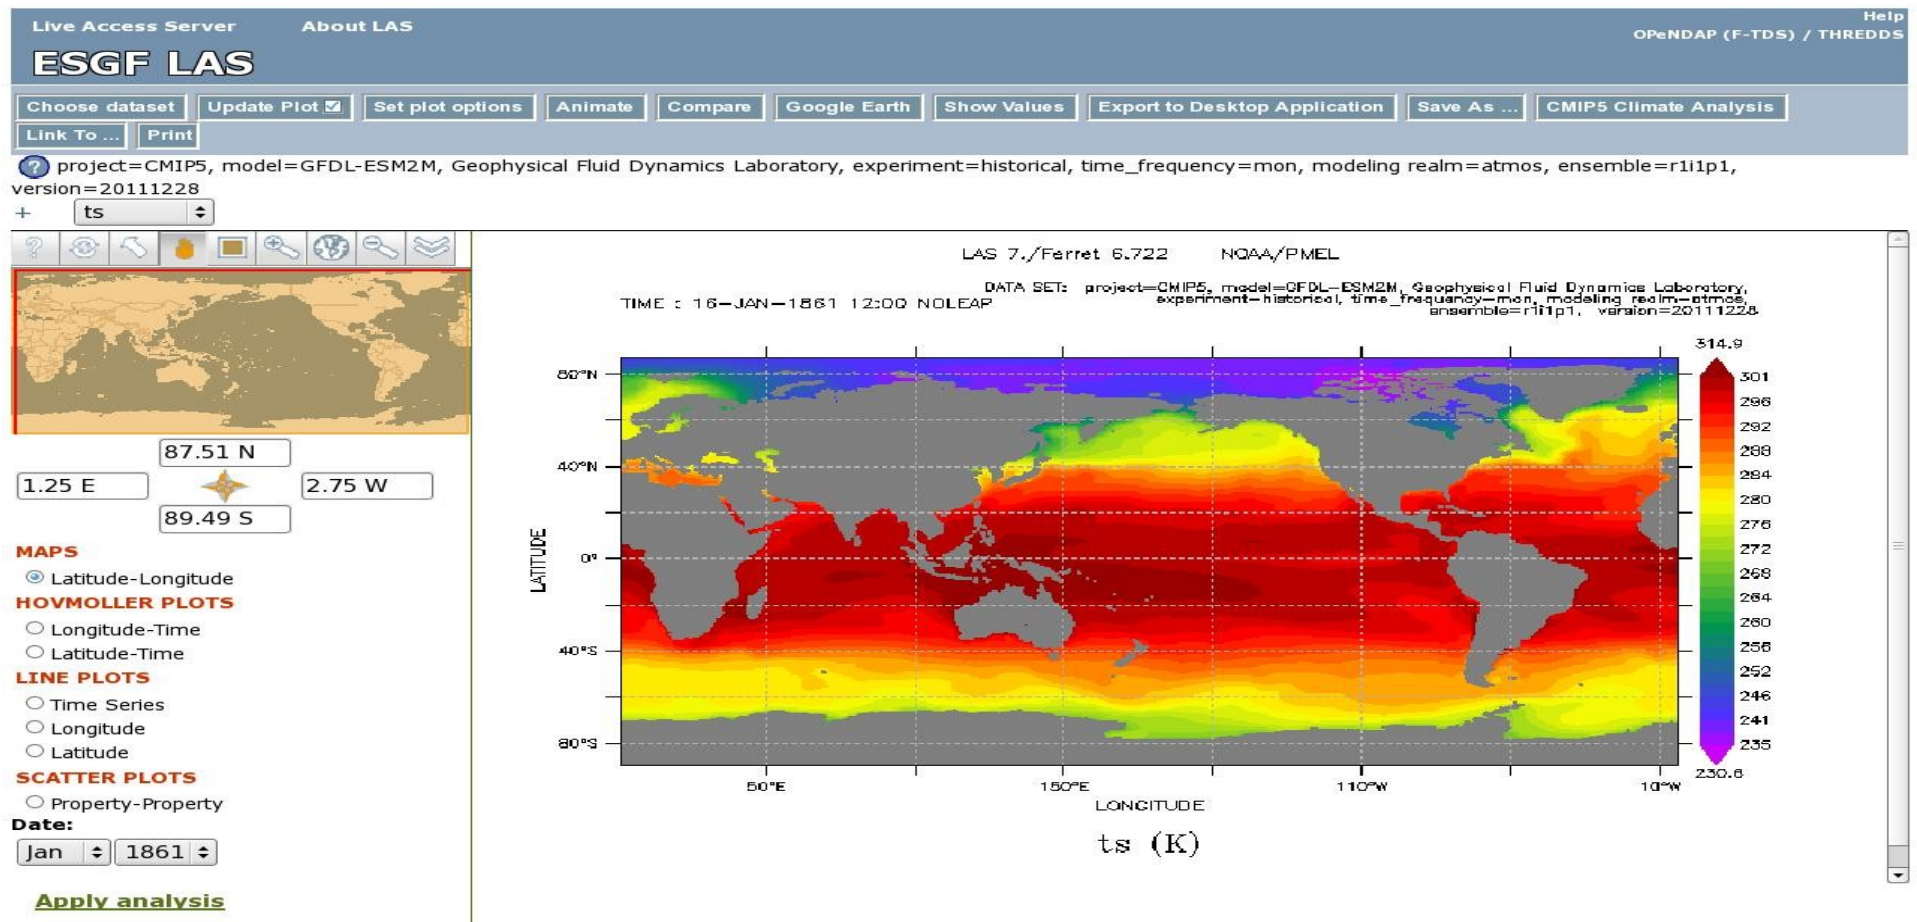 Live Access Server About LAS
Help
OPeNDAP (F-TDS) / THREDDS
ESGF LAS
Choose dataset Update Plot Set plot options Animate Compare Google Earth Show Values Export to Desktop Application Save As ... CMIP5 Climate Analysis
Link To ... Print
? project=CMIP5, model=GFDL-ESM2M, Geophysical Fluid Dynamics Laboratory, experiment=historical, time_frequency=mon, modeling realm=atmos, ensemble=r1i1p1,
version=20111228
+ ts
87.51 N
1.25 E 2.75 W
89.49 S
MAPS
Latitude-Longitude
HOVMOLLER PLOTS
Longitude-Time
Latitude-Time
LINE PLOTS
Time Series
Longitude
Latitude
SCATTER PLOTS
Property-Property
Date:
Jan 1861
Apply analysis
LAS 7./Ferret 6.722 NOAA/PMEL
DATA SET: project=CMIP5, model=GFDL-ESM2M, Geophysical Fluid Dynamics Laboratory,
TIME : 16-JAN-1861 12:00 NOLEAP experiment=historical, time_frequency=mon, modeling realm=atmos,
ensemble=r1i1p1, version=20111228
314.9
80°N
40°N
0°
40°S
80°S
LATITUDE
301
296
292
288
284
280
276
272
268
264
260
256
252
246
241
235
230.6
50°E 150°E 110°W 10°W
LONGITUDE
ts (K)